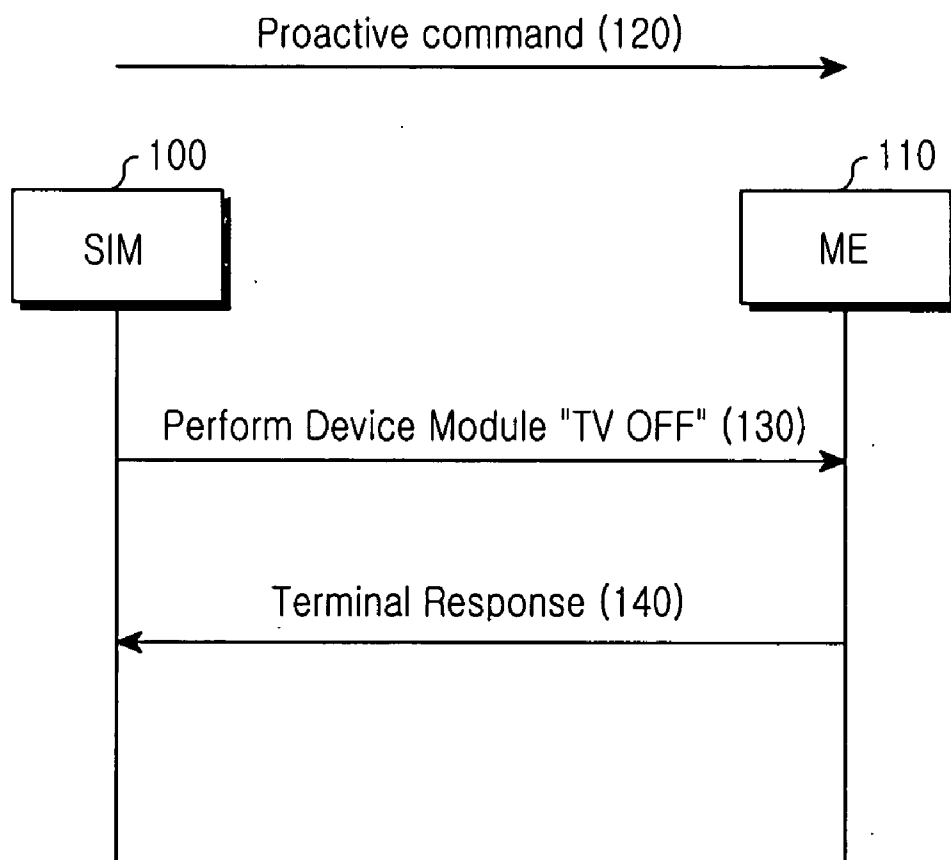 Proactive command (120)
100
110
SIM
ME
Perform Device Module "TV OFF" (130)
Terminal Response (140)